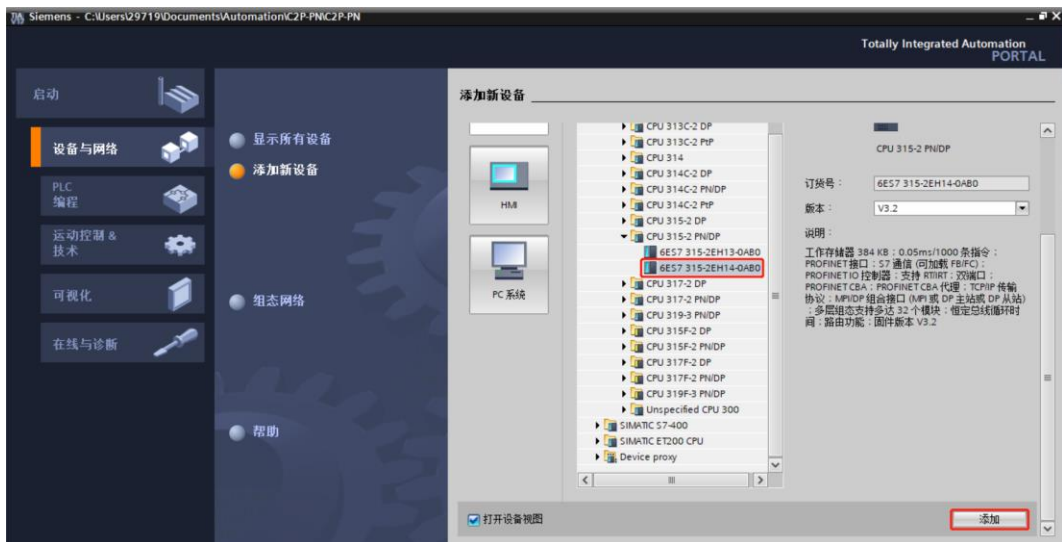 Siemens - C:\Users\29719\Documents\Automation\C2P-PN\C2P-PN
Totally Integrated Automation
PORTAL
启动
设备与网络
PLC
编程
运动控制 &
技术
可视化
在线与诊断
显示所有设备
添加新设备
组态网络
帮助
添加新设备
HMI
PC 系统
CPU 313C-2 DP
CPU 313C-2 PtP
CPU 314
CPU 314C-2 DP
CPU 314C-2 PN/DP
CPU 314C-2 PtP
CPU 315-2 DP
CPU 315-2 PN/DP
6ES7 315-2EH13-0AB0
6ES7 315-2EH14-0AB0
CPU 317-2 DP
CPU 317-2 PN/DP
CPU 319-3 PN/DP
CPU 315F-2 DP
CPU 315F-2 PN/DP
CPU 317F-2 DP
CPU 317F-2 PN/DP
CPU 319F-3 PN/DP
Unspecified CPU 300
SIMATIC S7-400
SIMATIC ET200 CPU
Device proxy
CPU 315-2 PN/DP
订货号：
6ES7 315-2EH14-0AB0
版本：
V3.2
说明：
工作存储器 384 KB；0.05ms/1000 条指令；
PROFINET 接口；S7 通信 (可加载 FB/FC)；
PROFINET IO 控制器；支持 RT/IRT；双端口；
PROFINET CBA；PROFINET CBA 代理；TCP/IP 传输
协议；MPI/DP 组合接口 (MPI 或 DP 主站或 DP 从站)
；多层组态支持多达 32 个模块；恒定总线循环时
间；路由功能；固件版本 V3.2
打开设备视图
添加